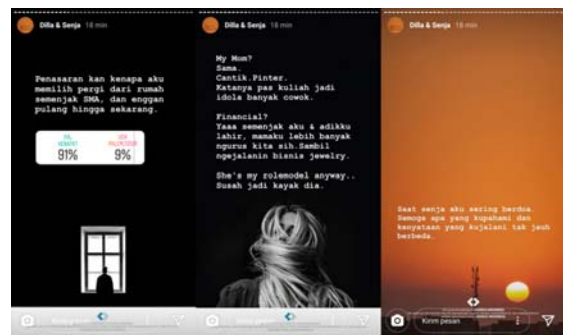 Dilla & Senja 18 min
Penasaran kan kenapa aku
memilih pergi dari rumah
semenjak SMA, dan enggan
pulang hingga sekarang.
91% 9%
Dilla & Senja 18 min
My Mom?
Sama.
Cantik.Pinter.
Katanya pas kuliah jadi
idola banyak cowok.
Financial?
Yaaa semenjak aku & adikku
lahir, mamaku lebih banyak
ngurus kita sih.Sambil
ngejalanin bisnis jewelry.
She's my rolemodel anyway..
Susah jadi kayak dia.
Dilla & Senja 18 min
Saat senja aku sering berdoa.
Semoga apa yang kupahami dan
kenyataan yang kujalani tak jauh
berbeda.
Kirim pesan